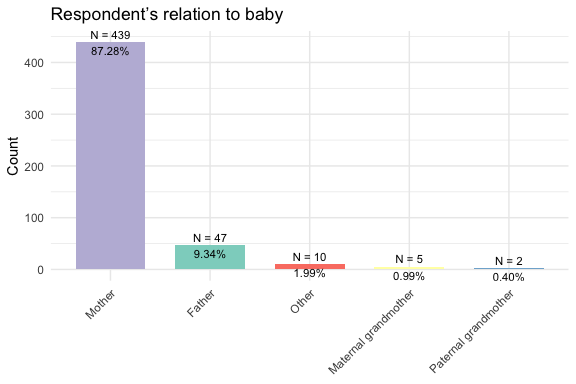 Respondent’s relation to baby
Count
400
300
200
100
0
N = 439
87.28%
N = 47
9.34%
N = 10
1.99%
N = 5
0.99%
N = 2
0.40%
Mother
Father
Other
Maternal grandmother
Paternal grandmother